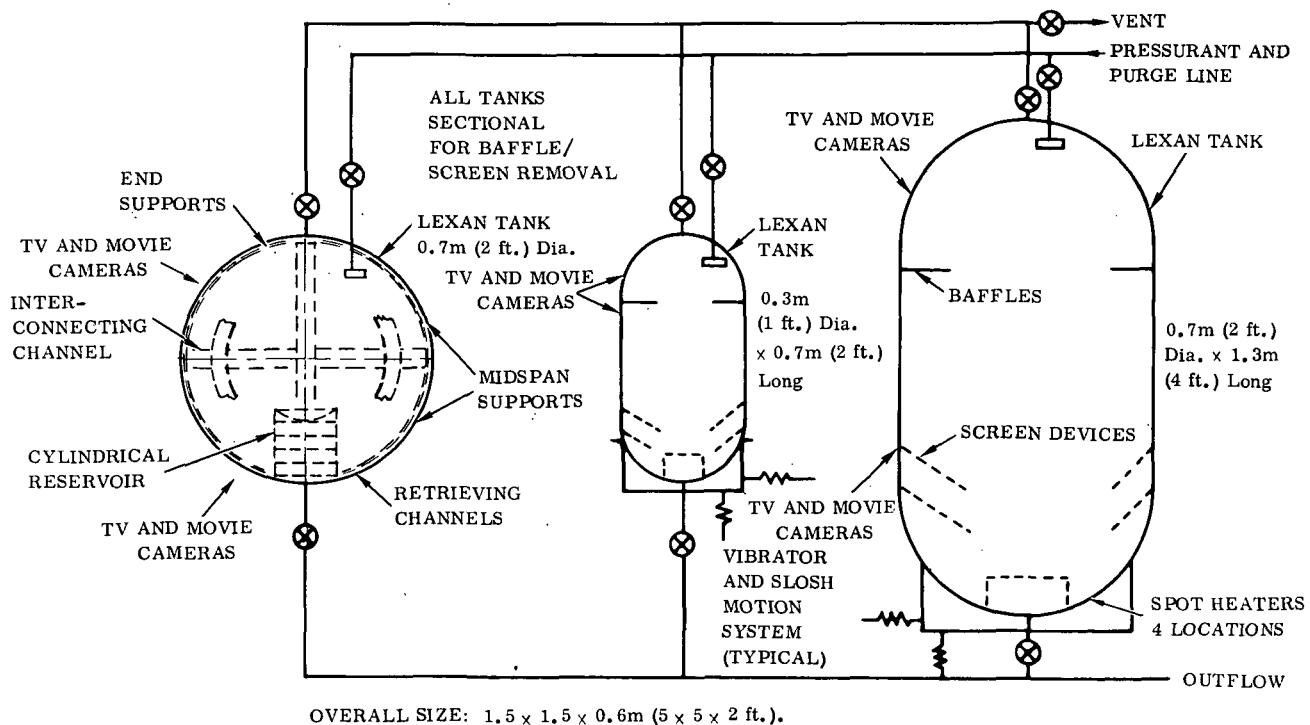 VENT
PRESSURANT AND
PURGE LINE
ALL TANKS
SECTIONAL
FOR BAFFLE/
SCREEN REMOVAL
TV AND MOVIE
CAMERAS
LEXAN TANK
END
SUPPORTS
LEXAN TANK
0.7m (2 ft.) Dia.
LEXAN
TANK
TV AND MOVIE
CAMERAS
TV AND MOVIE
CAMERAS
INTER-
CONNECTING
CHANNEL
BAFFLES
0.3m
(1 ft.) Dia.
× 0.7m (2 ft.)
Long
0.7m (2 ft.)
Dia. × 1.3m
(4 ft.) Long
MIDSPAN
SUPPORTS
SCREEN DEVICES
CYLINDRICAL
RESERVOIR
RETRIEVING
CHANNELS
TV AND MOVIE
CAMERAS
TV AND MOVIE
CAMERAS
VIBRATOR
AND SLOSH
MOTION
SYSTEM
(TYPICAL)
SPOT HEATERS
4 LOCATIONS
OUTFLOW
OVERALL SIZE: 1.5 × 1.5 × 0.6m (5 × 5 × 2 ft.).